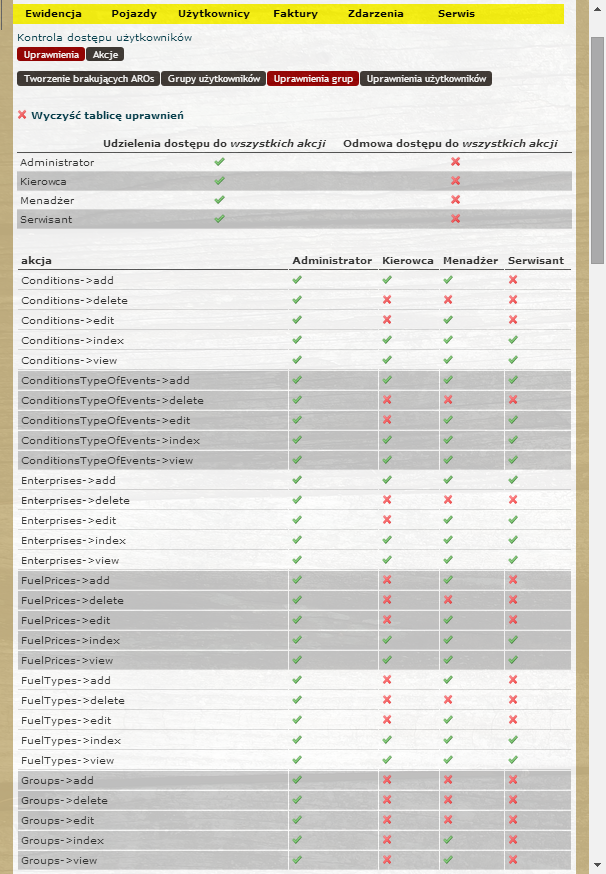 Ewidencja Pojazdy Użytkownicy Faktury Zdarzenia Serwis
Kontrola dostępu użytkowników
Uprawnienia Akcje
Tworzenie brakujących AROs Grupy użytkowników Uprawnienia grup Uprawnienia użytkowników
Wyczyść tablicę uprawnień
Udzielenia dostępu do wszystkich akcji Odmowa dostępu do wszystkich akcji
Administrator
Kierowca
Menadżer
Serwisant
akcja Administrator Kierowca Menadżer Serwisant
Conditions->add
Conditions->delete
Conditions->edit
Conditions->index
Conditions->view
ConditionsTypeOfEvents->add
ConditionsTypeOfEvents->delete
ConditionsTypeOfEvents->edit
ConditionsTypeOfEvents->index
ConditionsTypeOfEvents->view
Enterprises->add
Enterprises->delete
Enterprises->edit
Enterprises->index
Enterprises->view
FuelPrices->add
FuelPrices->delete
FuelPrices->edit
FuelPrices->index
FuelPrices->view
FuelTypes->add
FuelTypes->delete
FuelTypes->edit
FuelTypes->index
FuelTypes->view
Groups->add
Groups->delete
Groups->edit
Groups->index
Groups->view